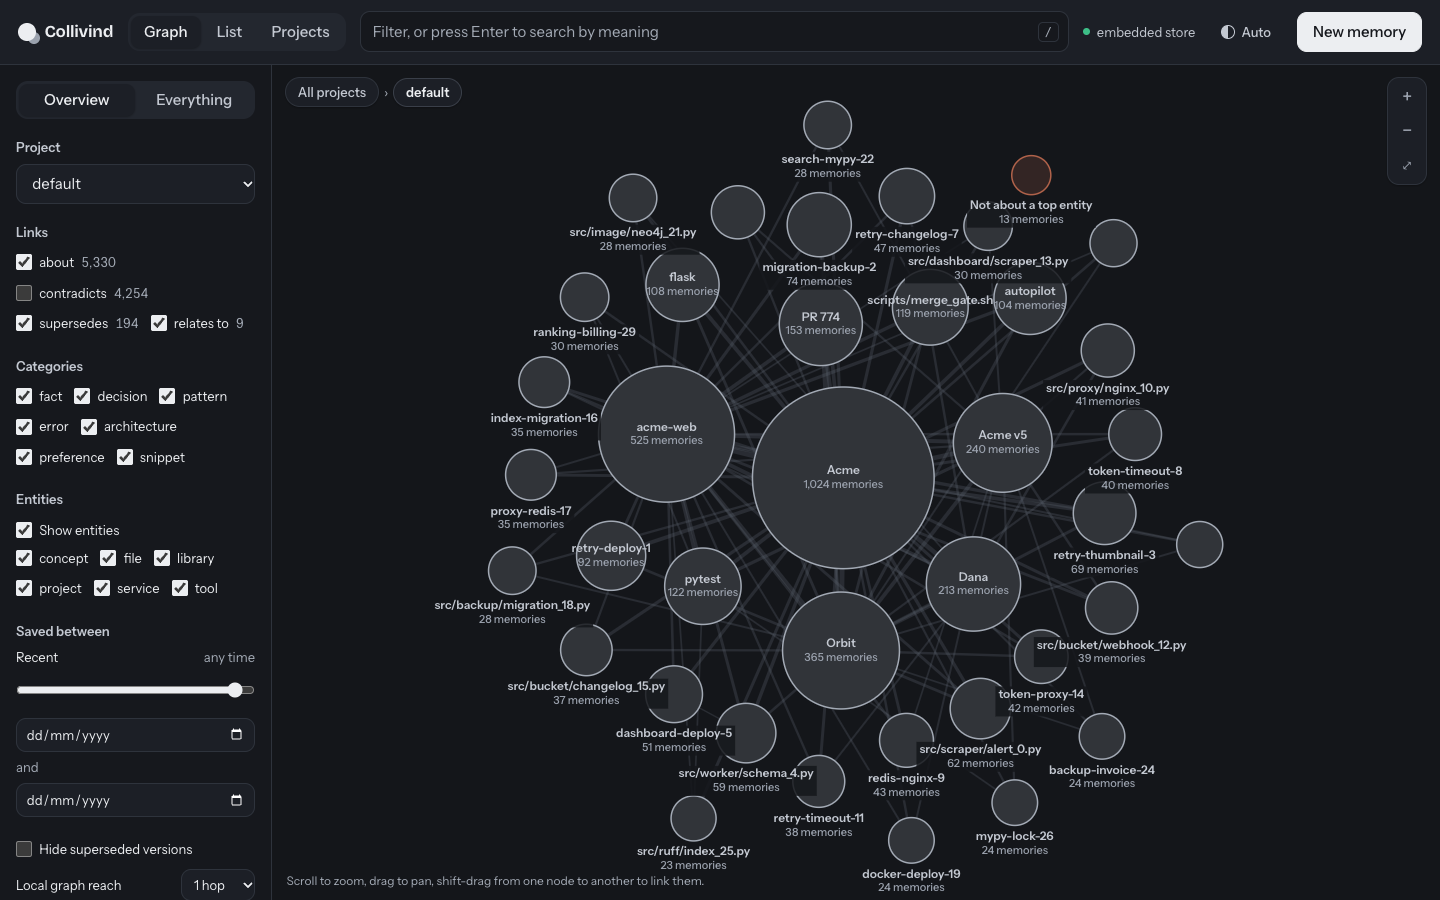 Collivind
Graph
List
Projects
Filter, or press Enter to search by meaning
/
embedded store
Auto
New memory
Overview
Everything
Project
default
Links
about 5,330
contradicts 4,254
supersedes 194
relates to 9
Categories
fact
decision
pattern
error
architecture
preference
snippet
Entities
Show entities
concept
file
library
project
service
tool
Saved between
Recent
any time
dd/mm/yyyy
and
dd/mm/yyyy
Hide superseded versions
Local graph reach
1 hop
All projects
›
default
+
−
search-mypy-22
28 memories
Not about a top entity
13 memories
src/image/neo4j_21.py
28 memories
retry-changelog-7
47 memories
migration-backup-2
74 memories
src/dashboard/scraper_13.py
30 memories
flask
108 memories
scripts/merge_gate.sh
119 memories
autopilot
104 memories
PR 774
153 memories
ranking-billing-29
30 memories
src/proxy/nginx_10.py
41 memories
index-migration-16
35 memories
acme-web
525 memories
Acme v5
240 memories
Acme
1,024 memories
token-timeout-8
40 memories
proxy-redis-17
35 memories
retry-deploy-1
92 memories
retry-thumbnail-3
69 memories
pytest
122 memories
Dana
213 memories
src/backup/migration_18.py
28 memories
Orbit
365 memories
src/bucket/webhook_12.py
39 memories
src/bucket/changelog_15.py
37 memories
token-proxy-14
42 memories
dashboard-deploy-5
51 memories
src/scraper/alert_0.py
62 memories
src/worker/schema_4.py
59 memories
redis-nginx-9
43 memories
backup-invoice-24
24 memories
retry-timeout-11
38 memories
mypy-lock-26
24 memories
src/ruff/index_25.py
23 memories
docker-deploy-19
24 memories
Scroll to zoom, drag to pan, shift-drag from one node to another to link them.